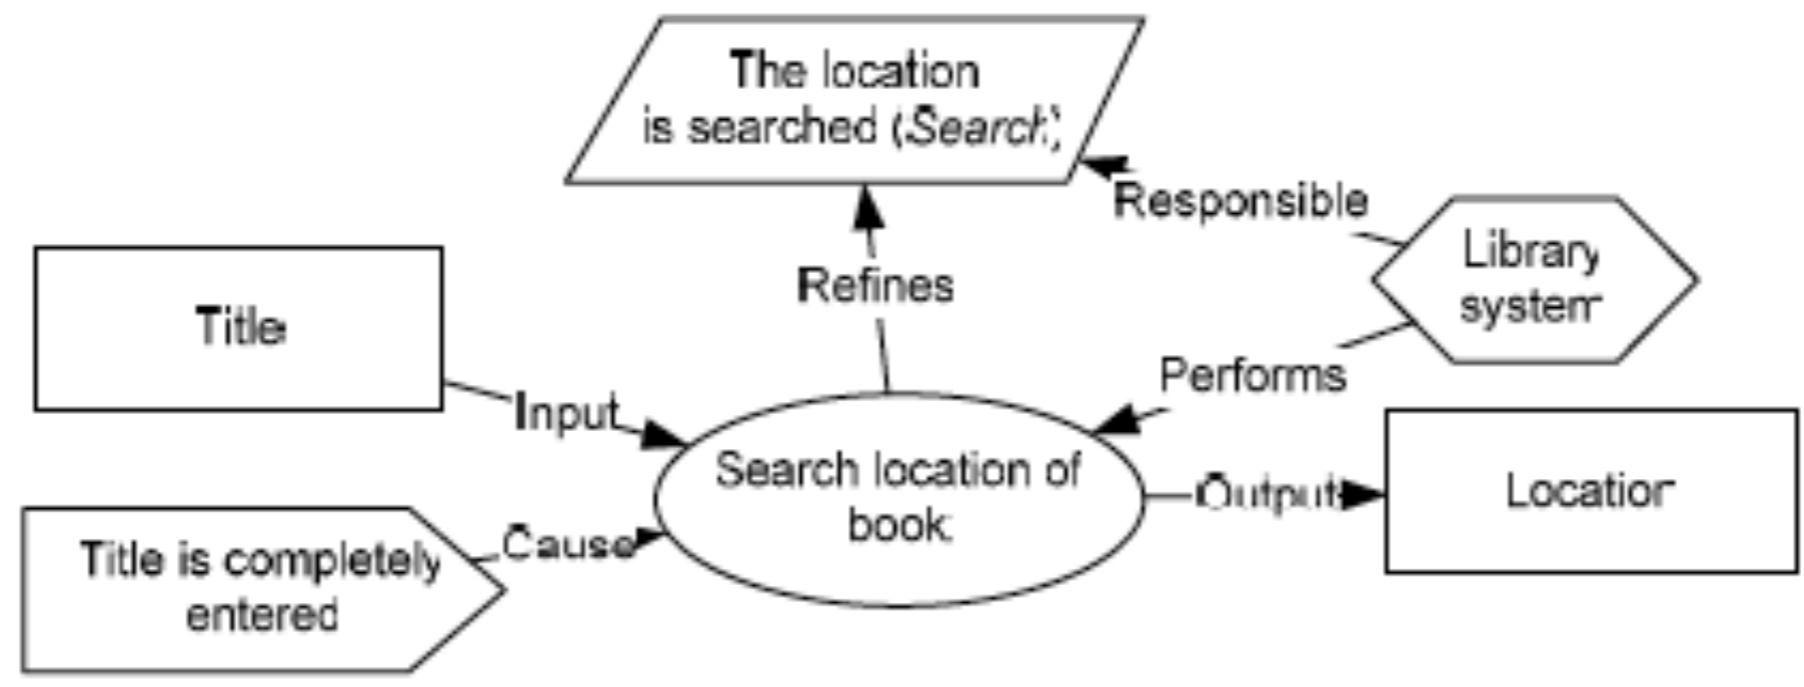 The location
is searched (Search)
Responsible
Library
system
Refines
Title
Input
Performs
Search location of
book
Output
Location
Cause
Title is completely
entered